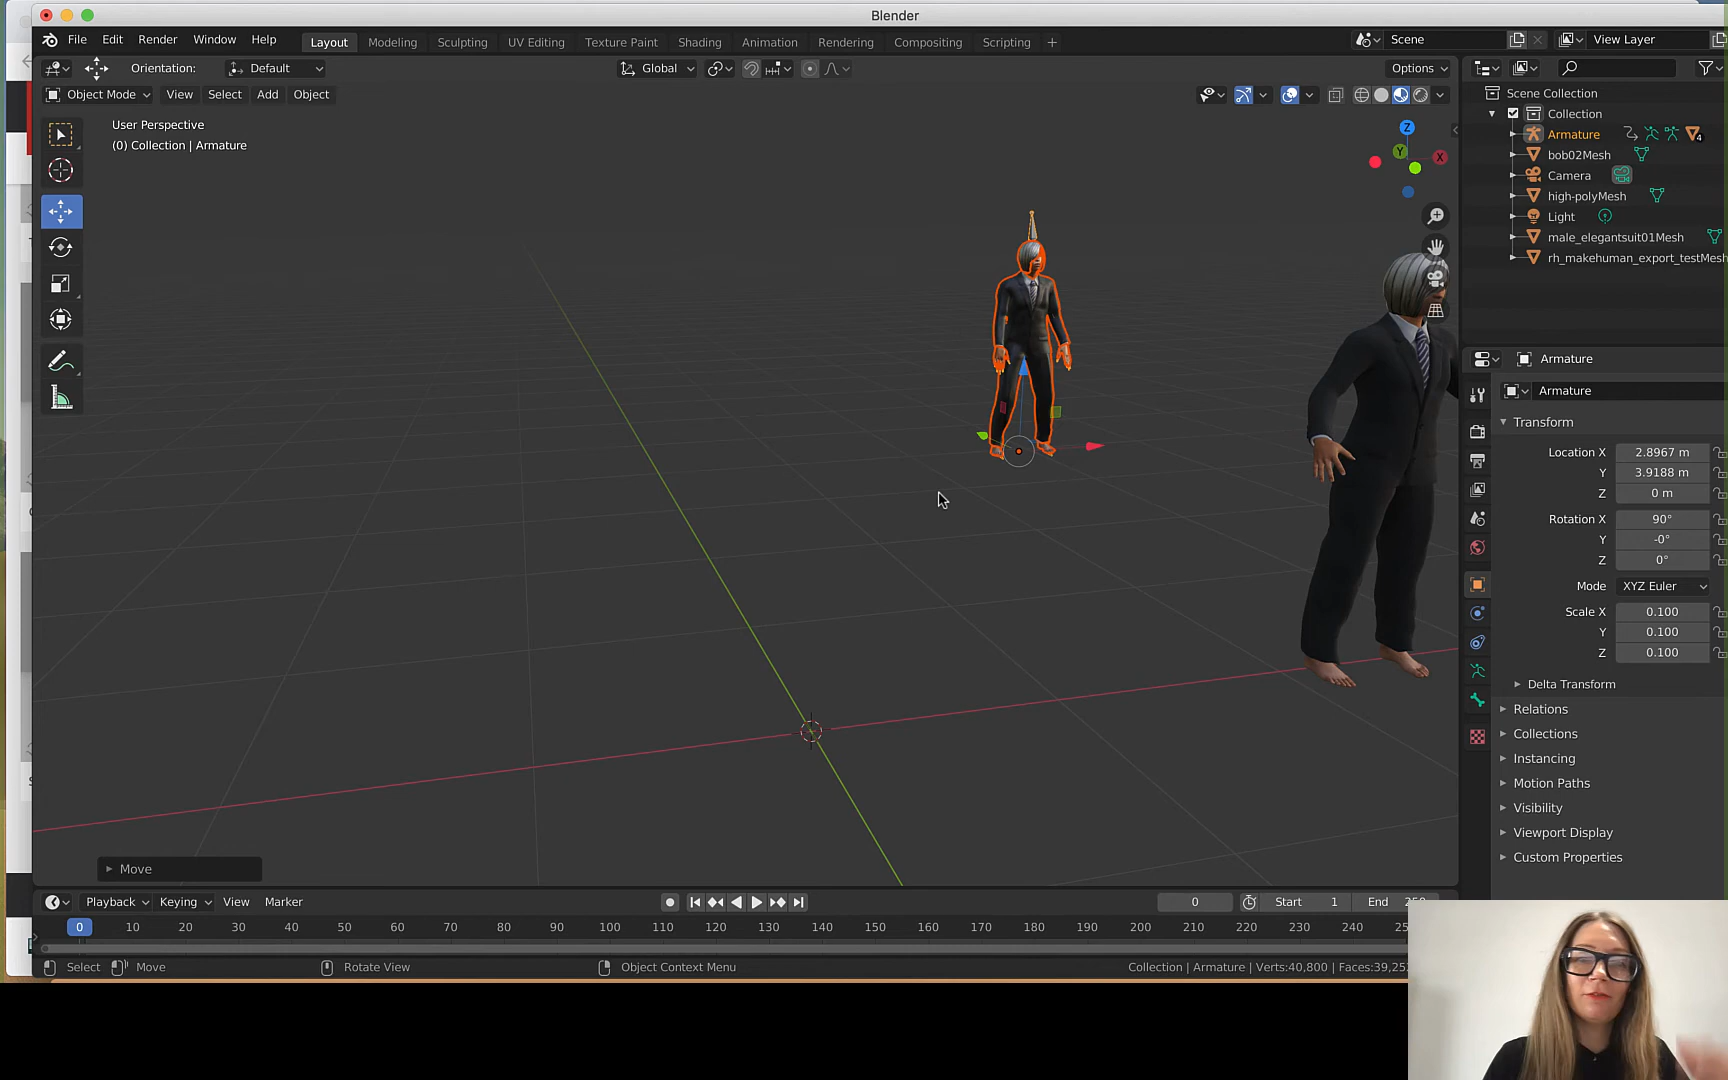 Blender
File Edit Render Window Help Layout Modeling Sculpting UV Editing Texture Paint Shading Animation Rendering Compositing Scripting + Scene View Layer
Orientation: Default Global Options
Object Mode View Select Add Object
User Perspective
(0) Collection | Armature
Z
Y
X
Scene Collection
Collection
Armature 4
bob02Mesh
Camera
high-polyMesh
Light
male_elegantsuit01Mesh
rh_makehuman_export_testMesh
Armature
Armature
Transform
Location X 2.8967 m
Y 3.9188 m
Z 0 m
Rotation X 90°
Y -0°
Z 0°
Mode XYZ Euler
Scale X 0.100
Y 0.100
Z 0.100
Delta Transform
Relations
Collections
Instancing
Motion Paths
Visibility
Viewport Display
Custom Properties
Move
Playback Keying View Marker 0 Start 1 End
0 10 20 30 40 50 60 70 80 90 100 110 120 130 140 150 160 170 180 190 200 210 220 230 240 250
Select Move Rotate View Object Context Menu Collection | Armature | Verts:40,800 | Faces:39,252